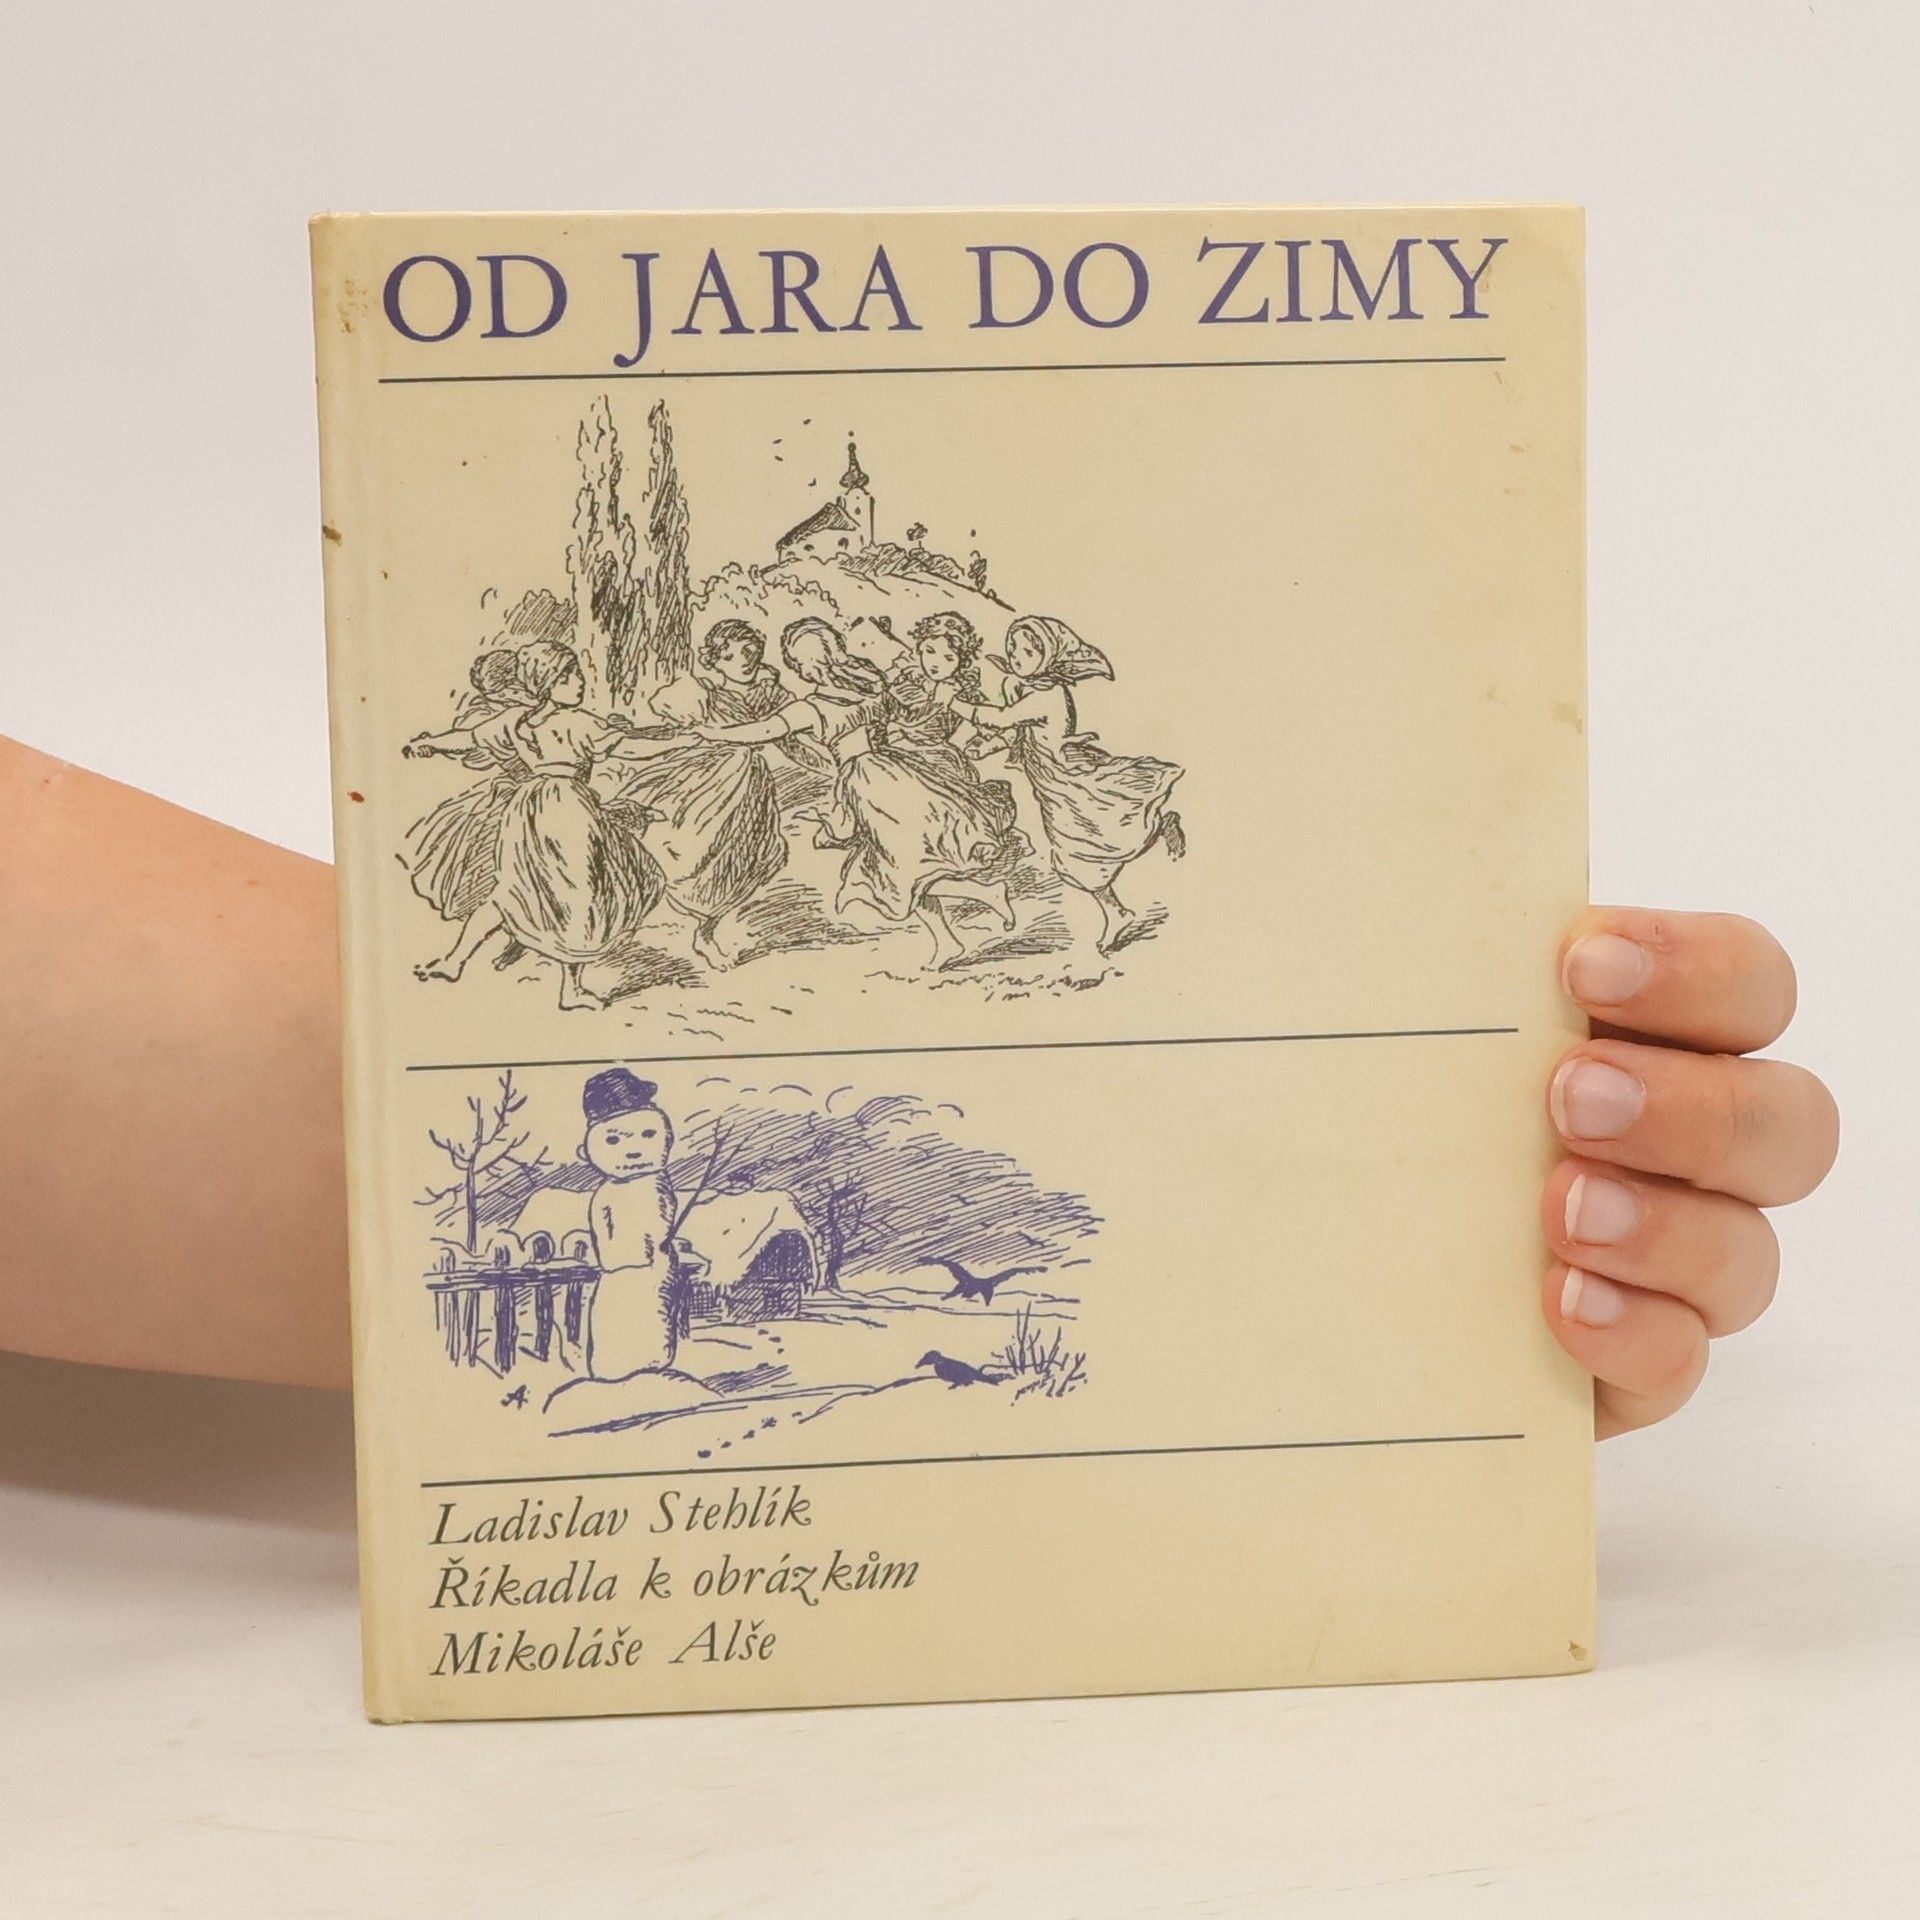 OD JARA DO ZIMY
A
Ladislav Stehlík
Říkadla k obrázkům
Mikoláše Alše